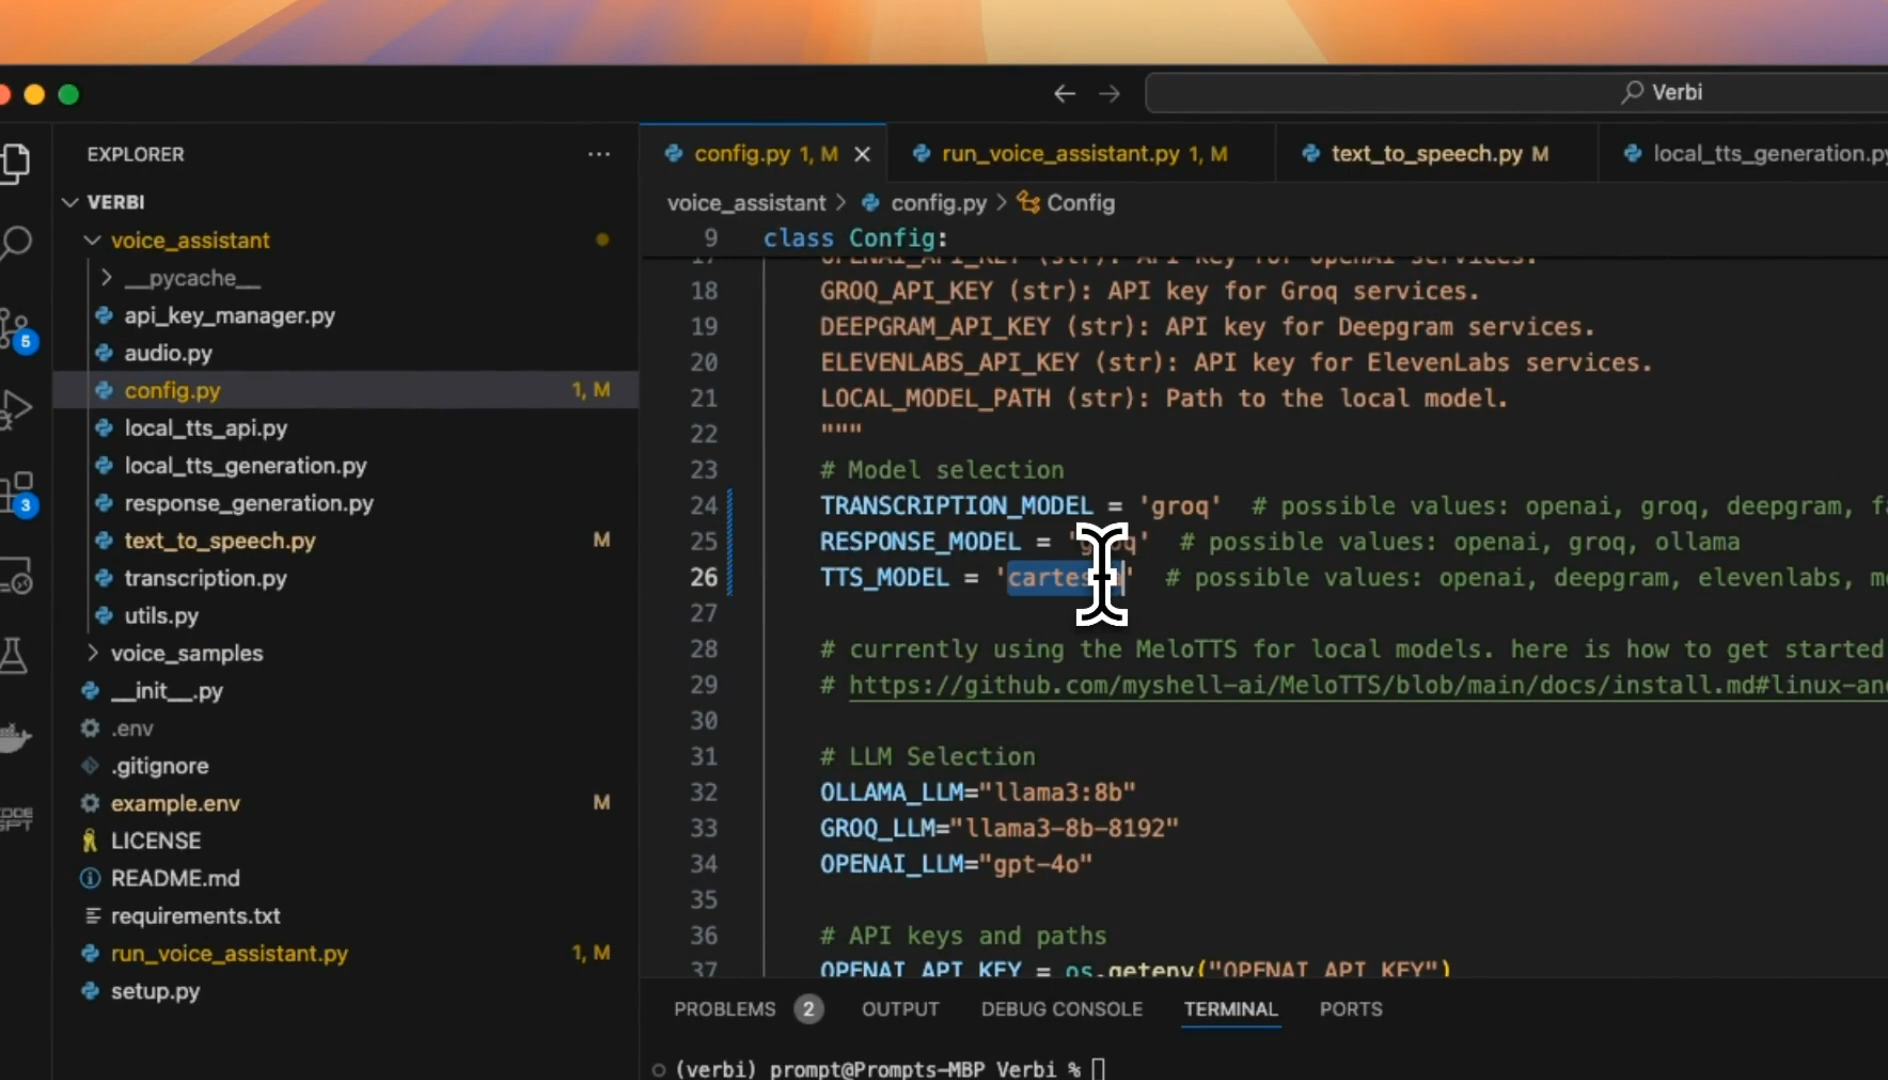 Verbi
EXPLORER
VERBI
voice_assistant
__pycache__
api_key_manager.py
audio.py
config.py 1, M
local_tts_api.py
local_tts_generation.py
response_generation.py
text_to_speech.py M
transcription.py
utils.py
voice_samples
__init__.py
.env
.gitignore
example.env M
LICENSE
README.md
requirements.txt
run_voice_assistant.py 1, M
setup.py
5
3
config.py 1, M
run_voice_assistant.py 1, M
text_to_speech.py M
local_tts_generation.py
voice_assistant > config.py > Config
9 class Config:
17 OPENAI_API_KEY (str): API key for OpenAI services.
18 GROQ_API_KEY (str): API key for Groq services.
19 DEEPGRAM_API_KEY (str): API key for Deepgram services.
20 ELEVENLABS_API_KEY (str): API key for ElevenLabs services.
21 LOCAL_MODEL_PATH (str): Path to the local model.
22 """
23 # Model selection
24 TRANSCRIPTION_MODEL = 'groq' # possible values: openai, groq, deepgram,
25 RESPONSE_MODEL = 'groq' # possible values: openai, groq, ollama
26 TTS_MODEL = ' ' # possible values: openai, deepgram, elevenlabs,
27
28 # currently using the MeloTTS for local models. here is how to get started
29 # https://github.com/myshell-ai/MeloTTS/blob/main/docs/install.md#linux-and
30
31 # LLM Selection
32 OLLAMA_LLM="llama3:8b"
33 GROQ_LLM="llama3-8b-8192"
34 OPENAI_LLM="gpt-4o"
35
36 # API keys and paths
37 OPENAI_API_KEY = os.getenv("OPENAI_API_KEY")
PROBLEMS 2 OUTPUT DEBUG CONSOLE TERMINAL PORTS
(verbi) prompt@Prompts-MBP Verbi %